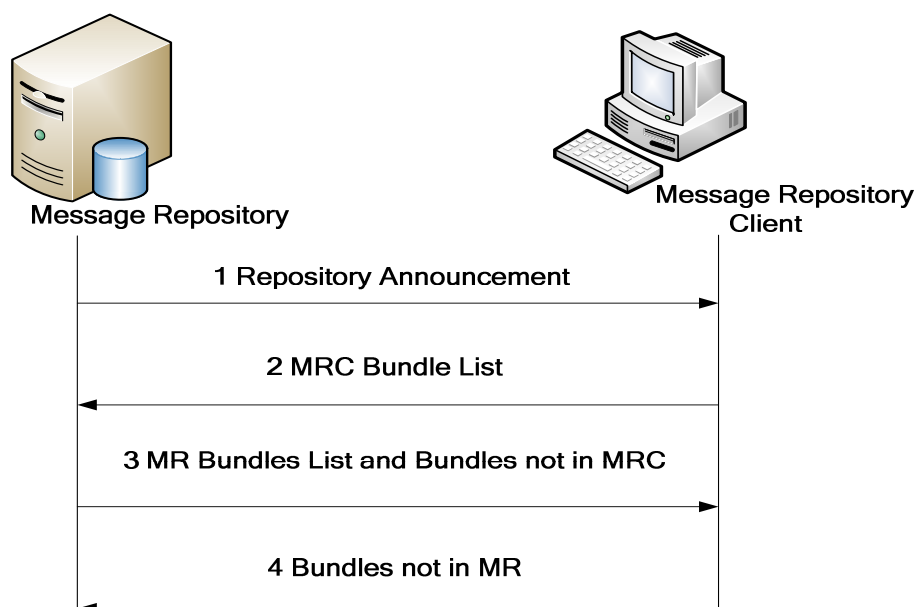 Message Repository
Message Repository
Client
1 Repository Announcement
2 MRC Bundle List
3 MR Bundles List and Bundles not in MRC
4 Bundles not in MR